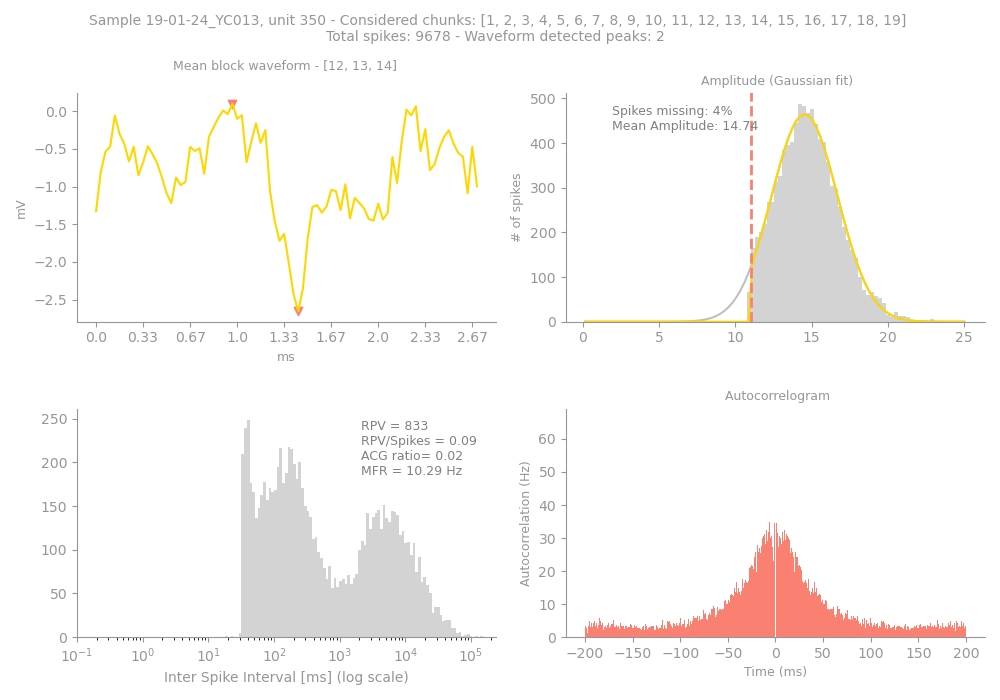 Sample 19-01-24_YC013, unit 350 - Considered chunks: [1, 2, 3, 4, 5, 6, 7, 8, 9, 10, 11, 12, 13, 14, 15, 16, 17, 18, 19]
Total spikes: 9678 - Waveform detected peaks: 2
Mean block waveform - [12, 13, 14]
0.0
−0.5
−1.0
−1.5
−2.0
−2.5
mV
0.0 0.33 0.67 1.0 1.33 1.67 2.0 2.33 2.67
ms
Amplitude (Gaussian fit)
Spikes missing: 4%
Mean Amplitude: 14.74
500
400
300
200
100
0
# of spikes
0 5 10 15 20 25
RPV = 833
RPV/Spikes = 0.09
ACG ratio= 0.02
MFR = 10.29 Hz
250
200
150
100
50
0
10⁻¹ 10⁰ 10¹ 10² 10³ 10⁴ 10⁵
Inter Spike Interval [ms] (log scale)
Autocorrelogram
60
50
40
30
20
10
0
Autocorrelation (Hz)
−200 −150 −100 −50 0 50 100 150 200
Time (ms)